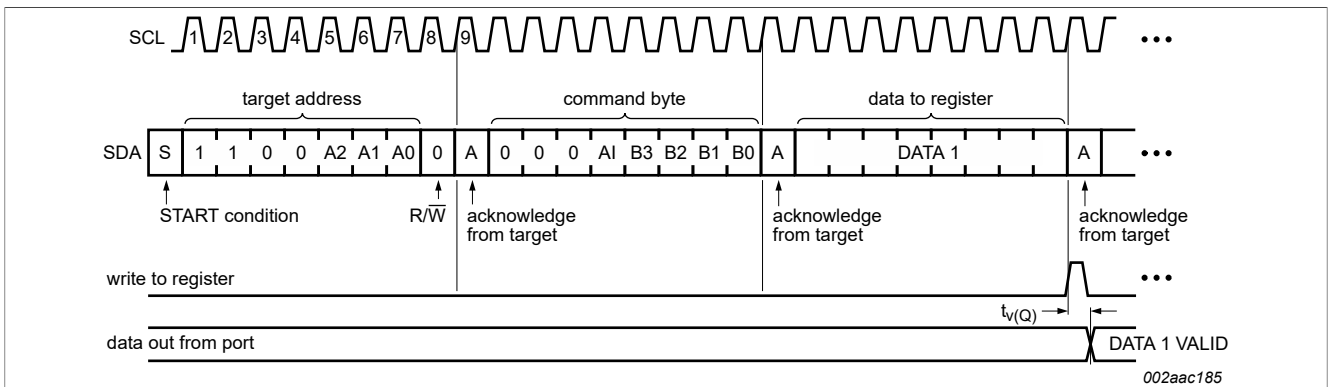 SCL 1 2 3 4 5 6 7 8 9 •••
target address command byte data to register
SDA S 1 1 0 0 A2 A1 A0 0 A 0 0 0 AI B3 B2 B1 B0 A DATA 1 A •••
START condition R/W̅ acknowledge from target acknowledge from target acknowledge from target
write to register •••
tv(Q)
data out from port DATA 1 VALID
002aac185